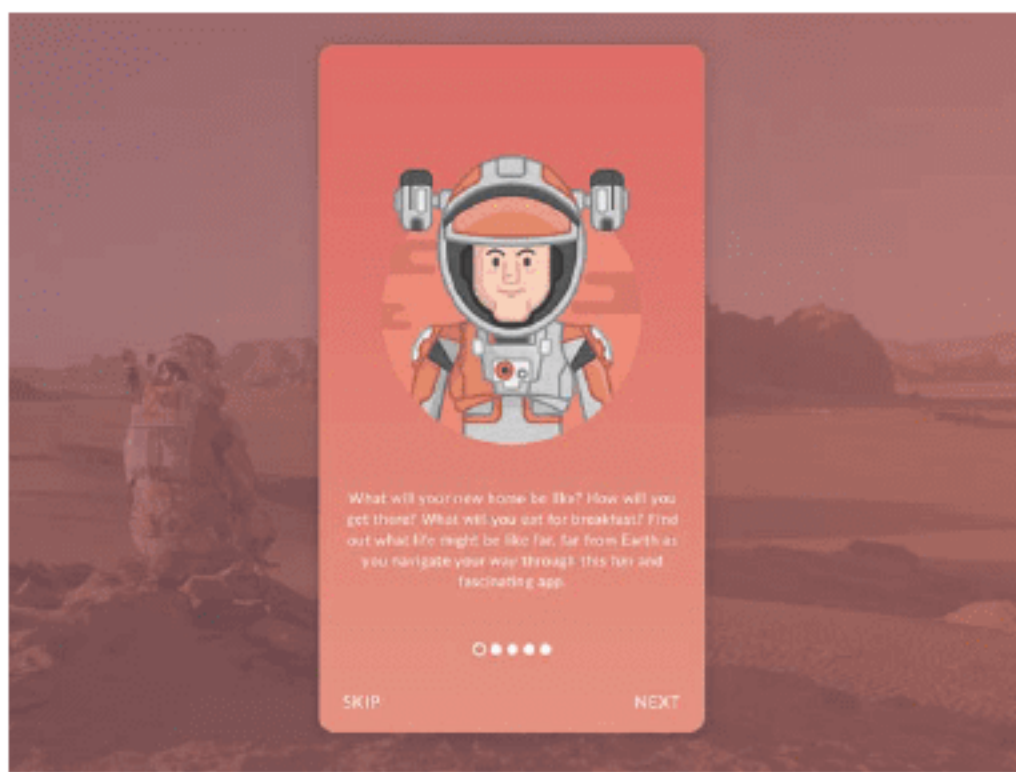 What will your new home be like? How will you
get there? What will you eat for breakfast? Find
out what life might be like far, far from Earth as
you navigate your way through this fun and
fascinating app.
SKIP
NEXT